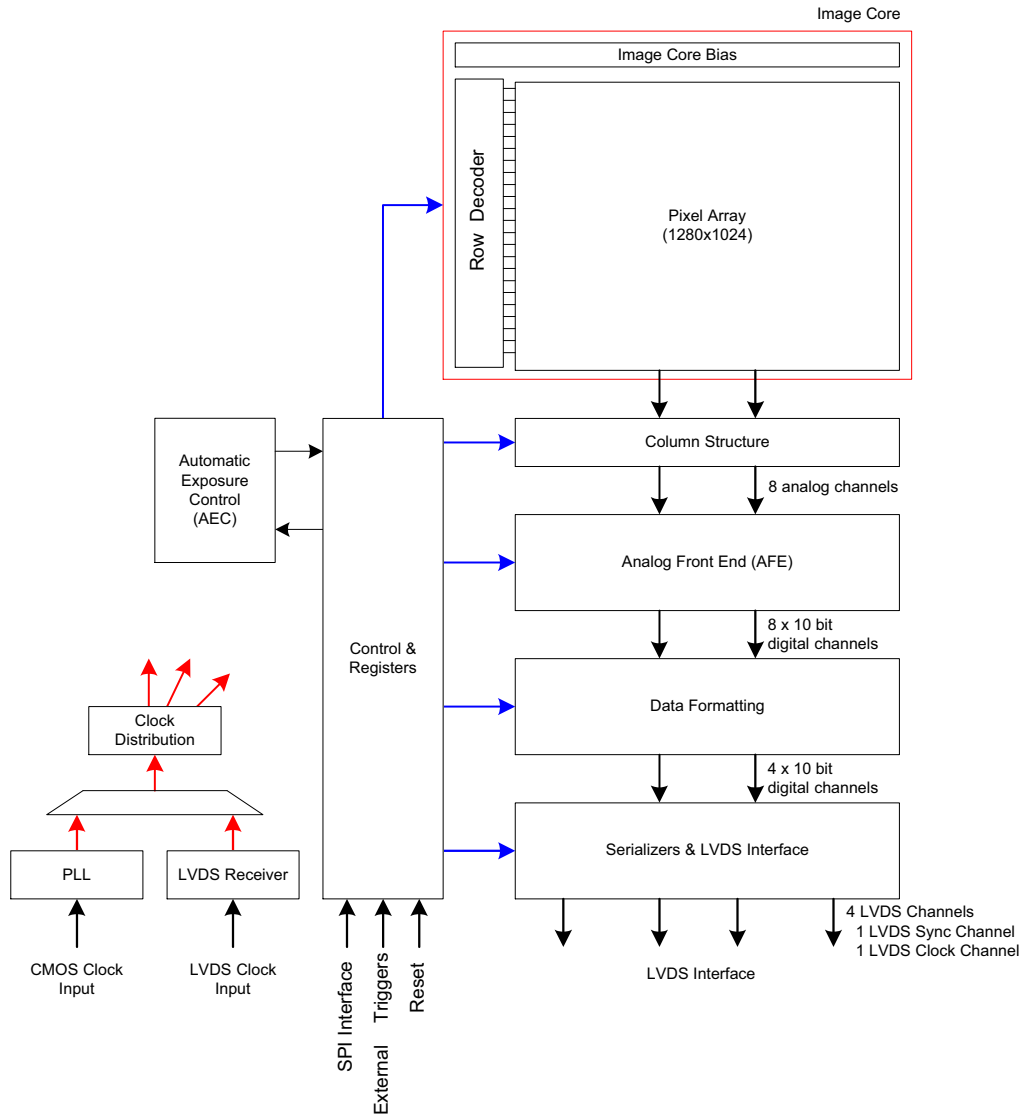 Image Core
Image Core Bias
Row Decoder
Pixel Array
(1280x1024)
Column Structure
8 analog channels
Automatic
Exposure
Control
(AEC)
Analog Front End (AFE)
8 x 10 bit
digital channels
Control &
Registers
Data Formatting
Clock
Distribution
4 x 10 bit
digital channels
PLL
LVDS Receiver
Serializers & LVDS Interface
4 LVDS Channels
1 LVDS Sync Channel
1 LVDS Clock Channel
CMOS Clock
Input
LVDS Clock
Input
SPI Interface
External Triggers
Reset
LVDS Interface